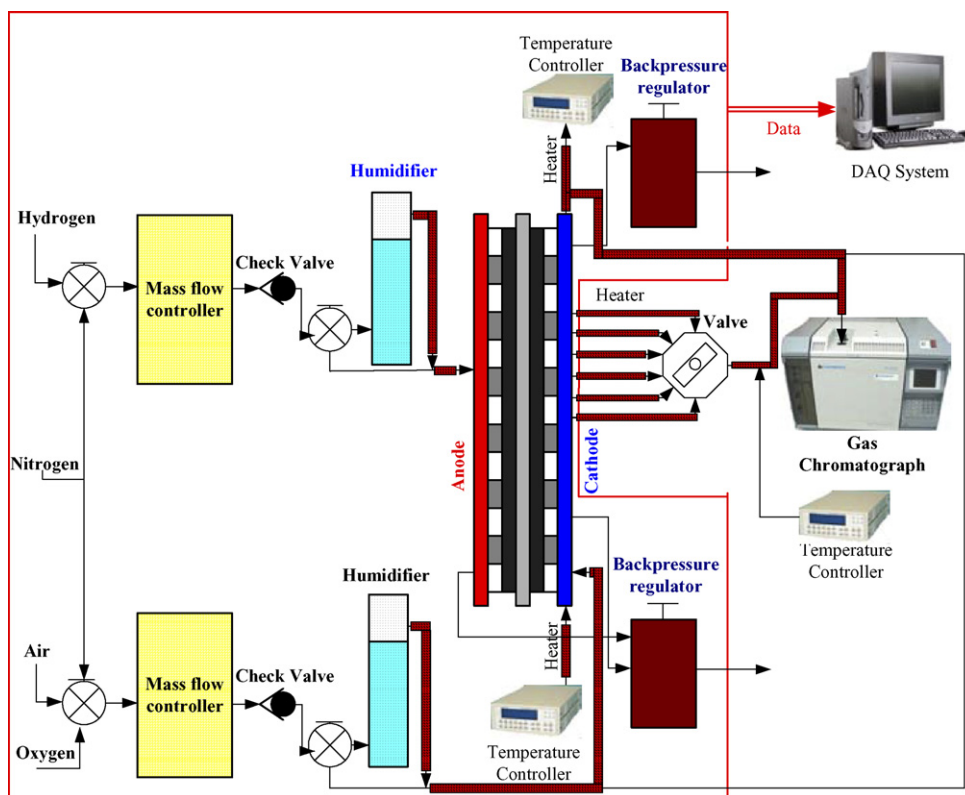 Temperature
Controller
Backpressure
regulator
Data
DAQ System
Heater
Humidifier
Hydrogen
Check Valve
Mass flow
controller
Heater
Valve
Gas
Chromatograph
Anode
Cathode
Nitrogen
Temperature
Controller
Humidifier
Backpressure
regulator
Air
Check Valve
Mass flow
controller
Heater
Oxygen
Temperature
Controller